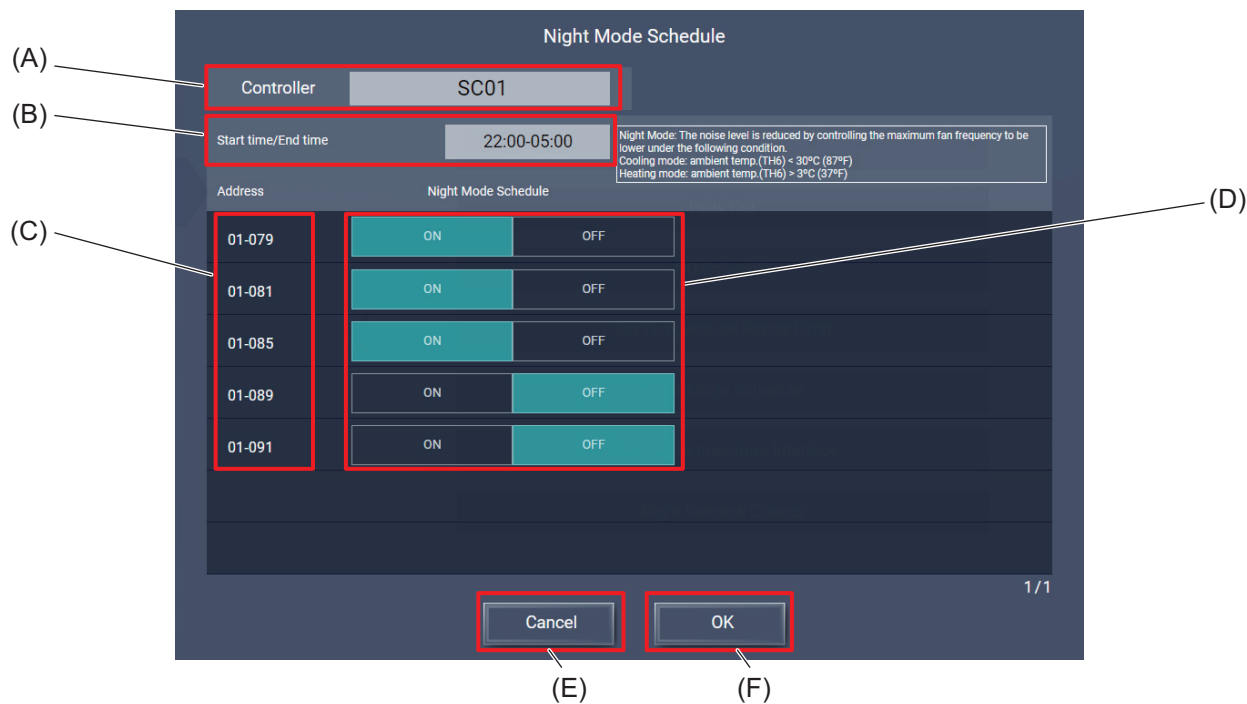 Night Mode Schedule
(A)
Controller SC01
(B)
Start time/End time 22:00-05:00
Night Mode: The noise level is reduced by controlling the maximum fan frequency to be
lower under the following condition.
Cooling mode: ambient temp.(TH6) < 30ºC (87ºF)
Heating mode: ambient temp.(TH6) > 3ºC (37ºF)
Address Night Mode Schedule
(D)
(C)
01-079 ON OFF
01-081 ON OFF
01-085 ON OFF
01-089 ON OFF
01-091 ON OFF
1/1
Cancel OK
(E) (F)